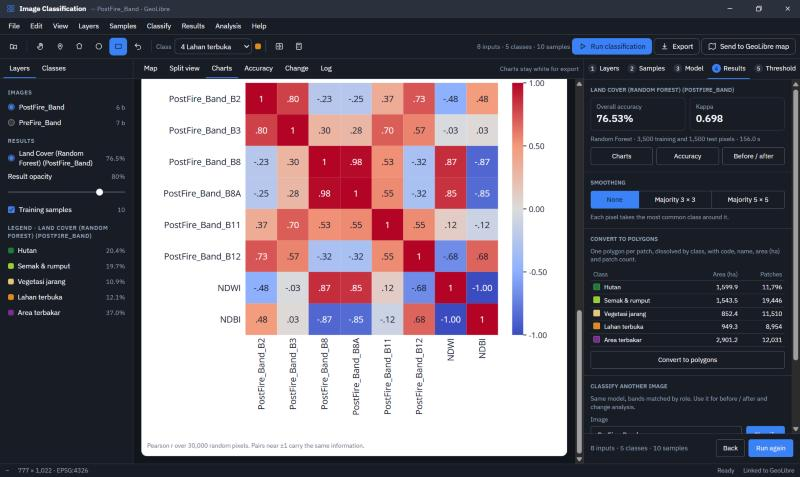 Image Classification — PostFire_Band · GeoLibre
File Edit View Layers Samples Classify Results Analysis Help
Class 4 Lahan terbuka 8 inputs · 5 classes · 10 samples Run classification Export Send to GeoLibre map
Layers Classes Map Split view Charts Accuracy Change Log Charts stay white for export 1 Layers 2 Samples 3 Model Results 5 Threshold
IMAGES
PostFire_Band 6 b
PreFire_Band 7 b
RESULTS
Land Cover (Random Forest) (PostFire_Band) 76.5%
Result opacity 80%
Training samples 10
LEGEND · LAND COVER (RANDOM
FOREST) (POSTFIRE_BAND)
Hutan 20.4%
Semak & rumput 19.7%
Vegetasi jarang 10.9%
Lahan terbuka 12.1%
Area terbakar 37.0%
PostFire_Band_B2 1 .80 -.23 -.25 .37 .73 -.48 .48
PostFire_Band_B3 .80 1 .30 .28 .70 .57 -.03 .03
PostFire_Band_B8 -.23 .30 1 .98 .53 -.32 .87 -.87
PostFire_Band_B8A -.25 .28 .98 1 .55 -.32 .85 -.85
PostFire_Band_B11 .37 .70 .53 .55 1 .55 .12 -.12
PostFire_Band_B12 .73 .57 -.32 -.32 .55 1 -.68 .68
NDWI -.48 -.03 .87 .85 .12 -.68 1 -1.00
NDBI .48 .03 -.87 -.85 -.12 .68 -1.00 1
PostFire_Band_B2 PostFire_Band_B3 PostFire_Band_B8 PostFire_Band_B8A PostFire_Band_B11 PostFire_Band_B12 NDWI NDBI
1.00
0.50
0.00
-0.50
-1.00
Pearson r over 30,000 random pixels. Pairs near ±1 carry the same information.
LAND COVER (RANDOM FOREST) (POSTFIRE_BAND)
Overall accuracy Kappa
76.53% 0.698
Random Forest · 3,500 training and 1,500 test pixels · 156.0 s
Charts Accuracy Before / after
SMOOTHING
None Majority 3 × 3 Majority 5 × 5
Each pixel takes the most common class around it.
CONVERT TO POLYGONS
One polygon per patch, dissolved by class, with code, name, area (ha)
and patch count.
Class Area (ha) Patches
Hutan 1,599.9 11,796
Semak & rumput 1,543.5 19,446
Vegetasi jarang 852.4 11,510
Lahan terbuka 949.3 8,954
Area terbakar 2,901.2 12,031
Convert to polygons
CLASSIFY ANOTHER IMAGE
Same model, bands matched by role. Use it for before / after and
change analysis.
Image
8 inputs · 5 classes · 10 samples Back Run again
777 × 1,022 · EPSG:4326 Ready Linked to GeoLibre